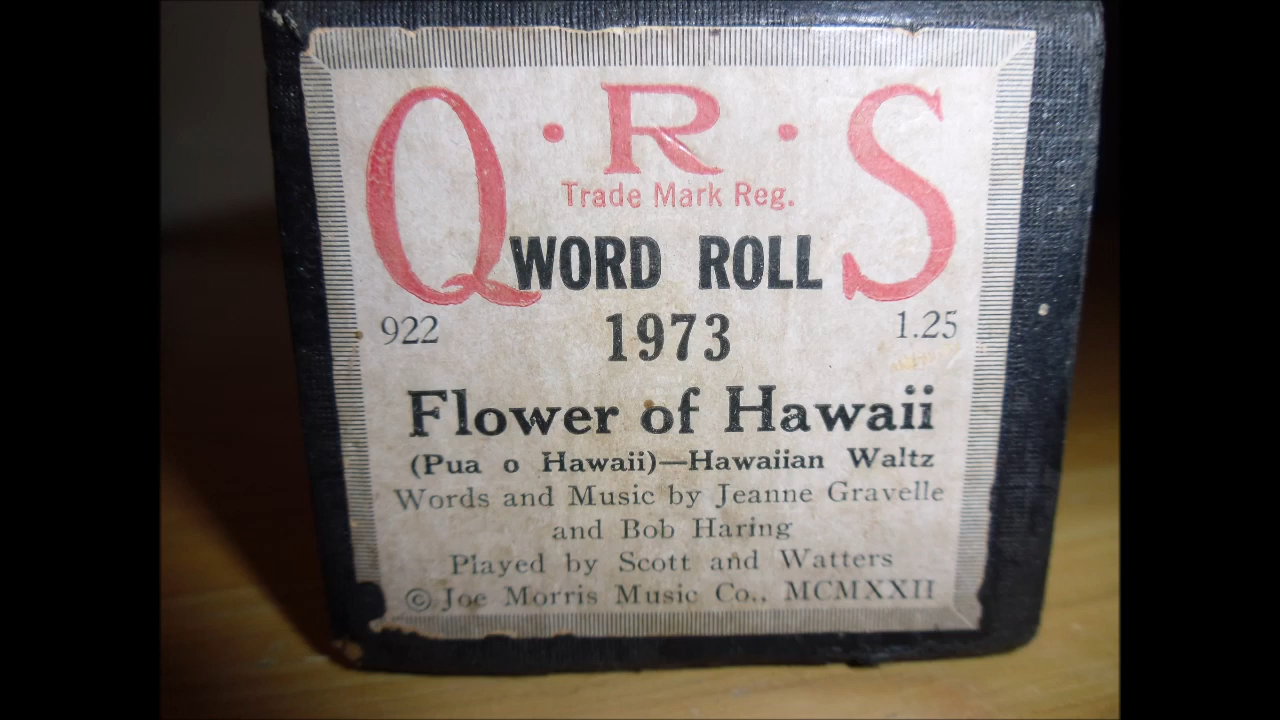 Q·R·S
Trade Mark Reg.
WORD ROLL
922 1973 1.25
Flower of Hawaii
(Pua o Hawaii)—Hawaiian Waltz
Words and Music by Jeanne Gravelle
and Bob Haring
Played by Scott and Watters
© Joe Morris Music Co., MCMXXII